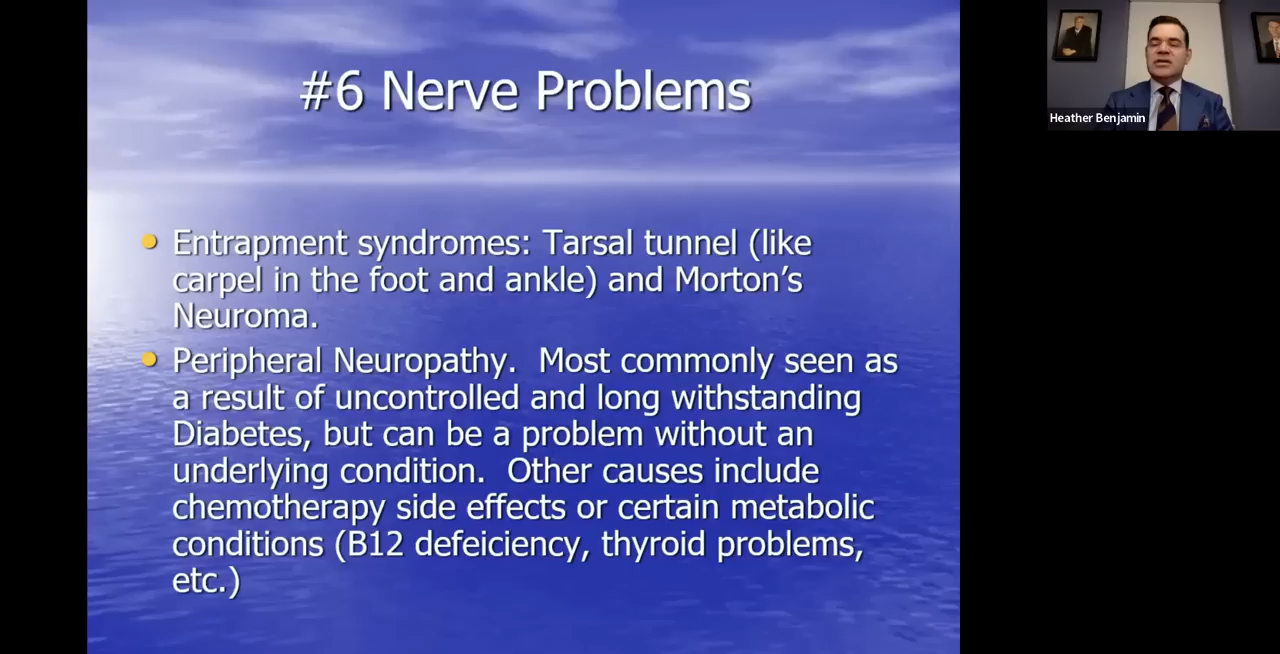 #6 Nerve Problems
Entrapment syndromes: Tarsal tunnel (like
carpel in the foot and ankle) and Morton’s
Neuroma.
Peripheral Neuropathy.  Most commonly seen as
a result of uncontrolled and long withstanding
Diabetes, but can be a problem without an
underlying condition.  Other causes include
chemotherapy side effects or certain metabolic
conditions (B12 defeiciency, thyroid problems,
etc.)
Heather Benjamin